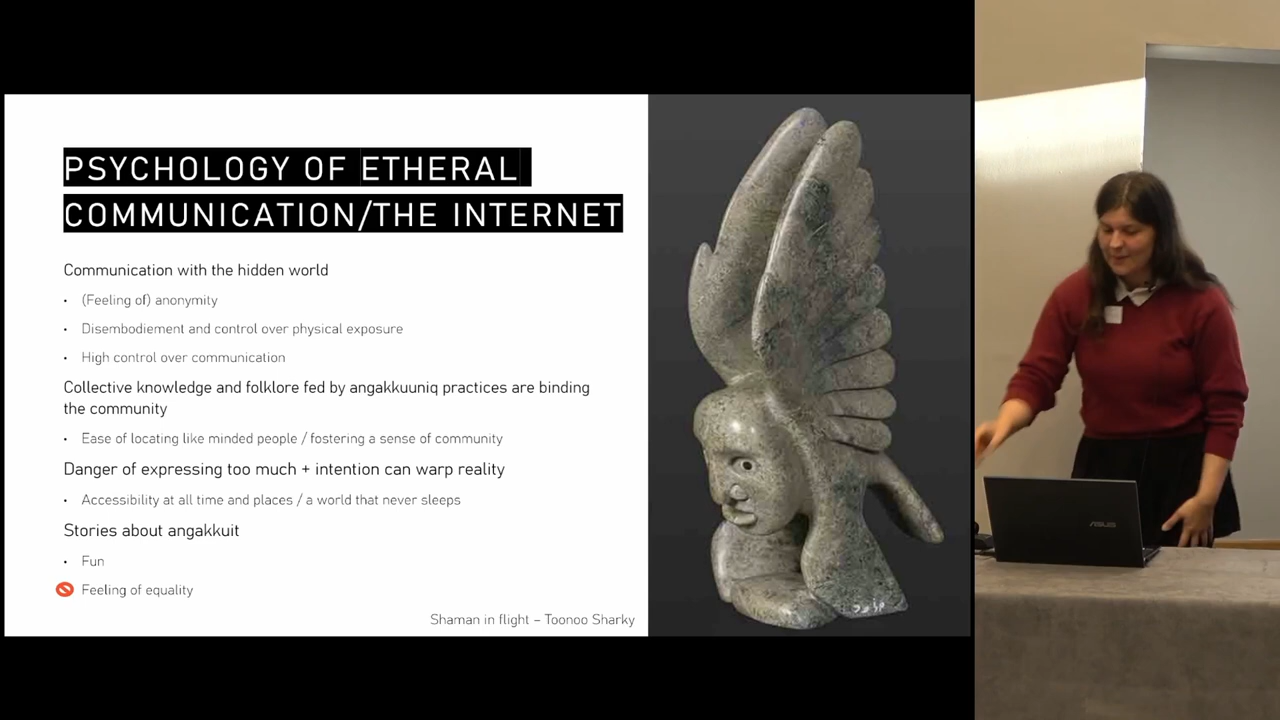 PSYCHOLOGY OF ETHERAL
COMMUNICATION/THE INTERNET
Communication with the hidden world
• (Feeling of) anonymity
• Disembodiement and control over physical exposure
• High control over communication
Collective knowledge and folklore fed by angakkuuniq practices are binding
the community
• Ease of locating like minded people / fostering a sense of community
Danger of expressing too much + intention can warp reality
• Accessibility at all time and places / a world that never sleeps
Stories about angakkuit
• Fun
Feeling of equality
Shaman in flight – Toonoo Sharky
ASUS